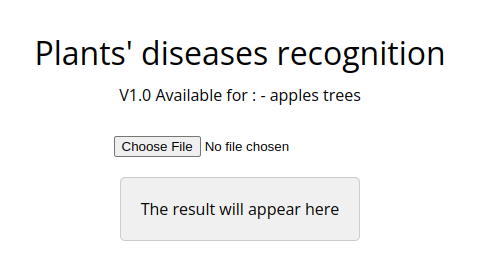 Plants' diseases recognition
V1.0 Available for : - apples trees
Choose File No file chosen
The result will appear here